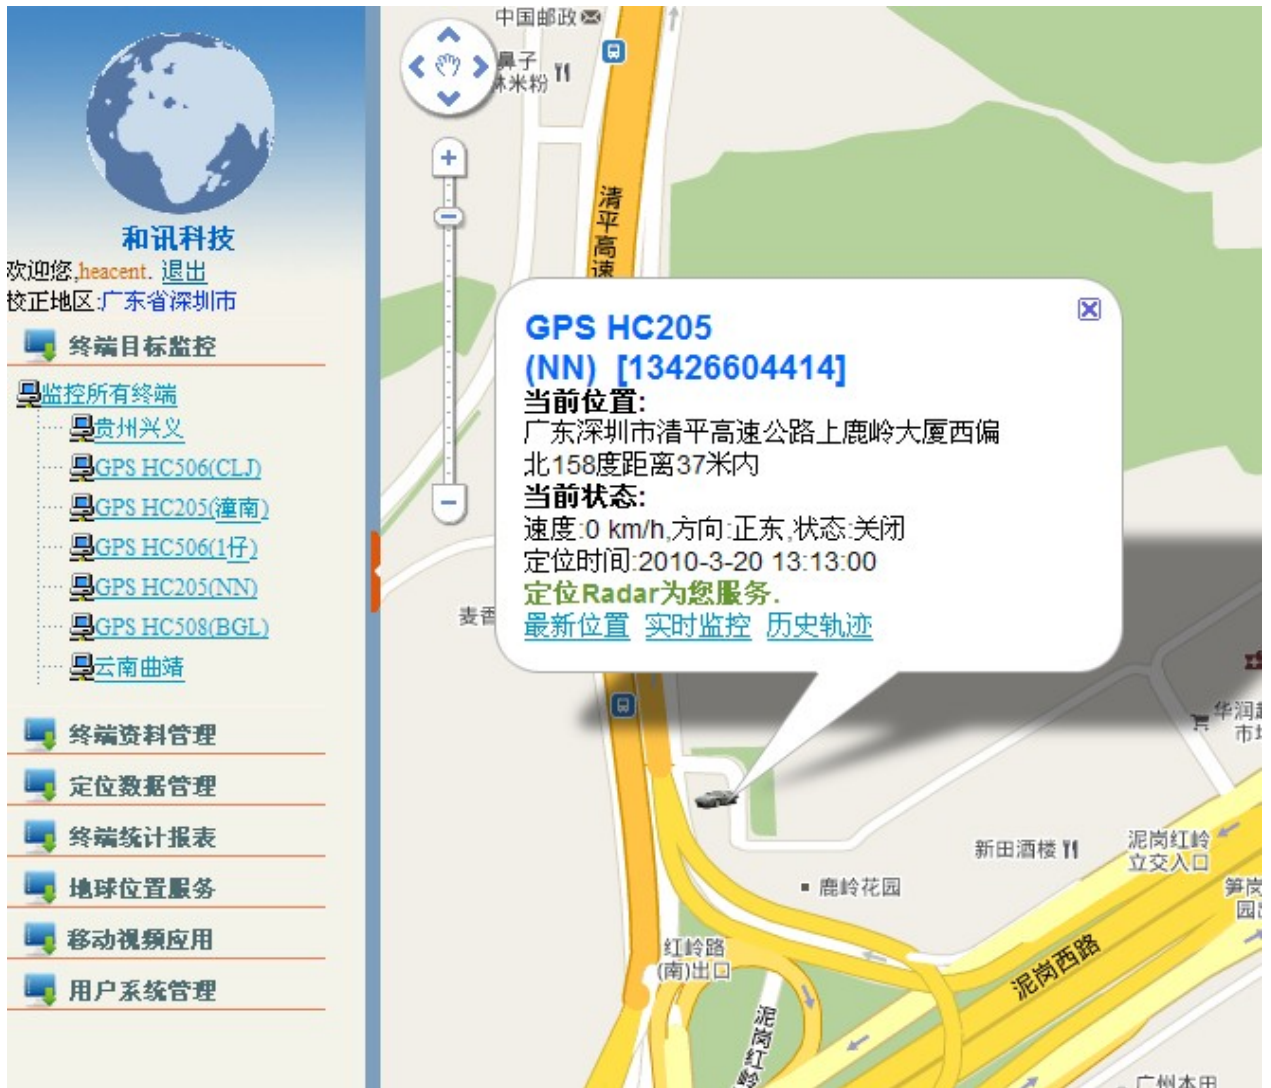 和讯科技
欢迎您,heacent. 退出
校正地区:广东省深圳市
终端目标监控
监控所有终端
贵州兴义
GPS HC506(CLJ)
GPS HC205(潼南)
GPS HC506(1仔)
GPS HC205(NN)
GPS HC508(BGL)
云南曲靖
终端资料管理
定位数据管理
终端统计报表
地球位置服务
移动视频应用
用户系统管理
中国邮政
鼻子
米粉
清平高速
GPS HC205
(NN) [13426604414]
当前位置:
广东深圳市清平高速公路上鹿岭大厦西偏
北158度距离37米内
当前状态:
速度:0 km/h,方向:正东,状态:关闭
定位时间:2010-3-20 13:13:00
定位Radar为您服务.
最新位置 实时监控 历史轨迹
麦香
华润
市
新田酒楼
泥岗红岭
立交入口
鹿岭花园
笋岗
园
红岭路
(南)出口
泥岗西路
泥岗红岭
广州本田